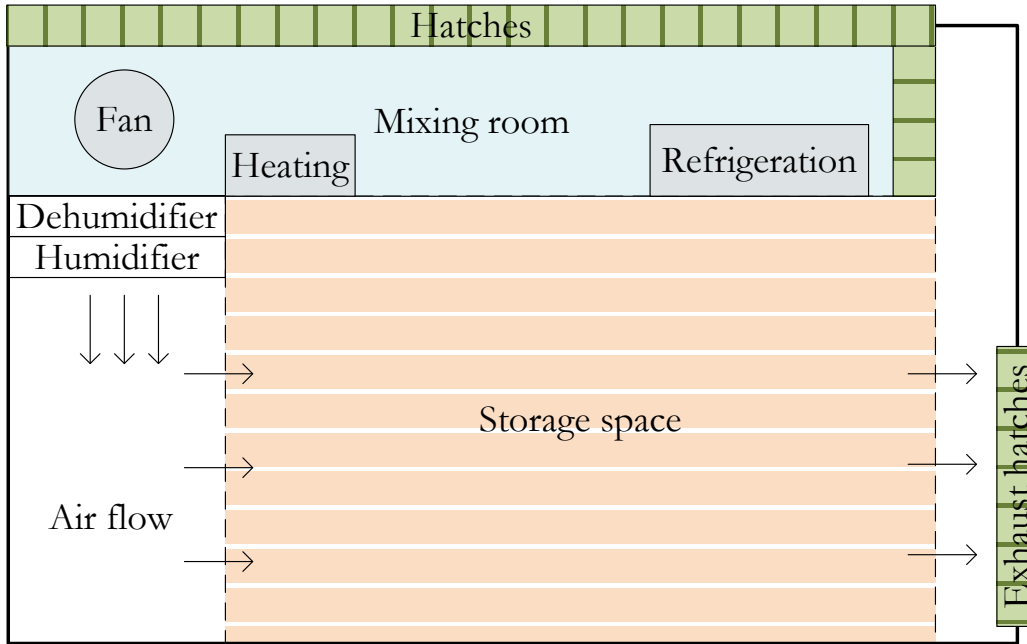 Hatches
Fan
Mixing room
Heating
Refrigeration
Dehumidifier
Humidifier
Storage space
Air flow
Exhaust hatches